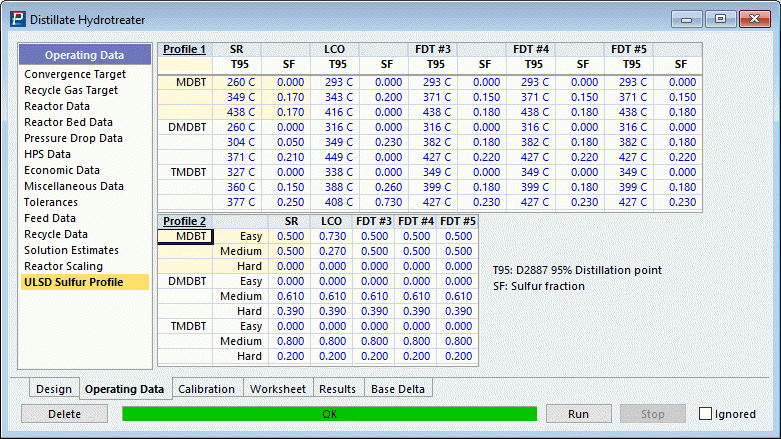 Distillate Hydrotreater
Operating Data
Convergence Target
Recycle Gas Target
Reactor Data
Reactor Bed Data
Pressure Drop Data
HPS Data
Economic Data
Miscellaneous Data
Tolerances
Feed Data
Recycle Data
Solution Estimates
Reactor Scaling
ULSD Sulfur Profile
Profile 1 SR LCO FDT #3 FDT #4 FDT #5
T95 SF T95 SF T95 SF T95 SF T95 SF
MDBT 260 C 0.000 293 C 0.000 293 C 0.000 293 C 0.000 293 C 0.000
349 C 0.170 343 C 0.200 371 C 0.150 371 C 0.150 371 C 0.150
438 C 0.170 416 C 0.000 438 C 0.180 438 C 0.180 438 C 0.180
DMDBT 260 C 0.000 316 C 0.000 316 C 0.000 316 C 0.000 316 C 0.000
304 C 0.050 349 C 0.230 382 C 0.180 382 C 0.180 382 C 0.180
371 C 0.210 449 C 0.000 427 C 0.220 427 C 0.220 427 C 0.220
TMDBT 327 C 0.000 338 C 0.000 349 C 0.000 349 C 0.000 349 C 0.000
360 C 0.150 388 C 0.260 399 C 0.180 399 C 0.180 399 C 0.180
377 C 0.250 408 C 0.730 427 C 0.230 427 C 0.230 427 C 0.230
Profile 2 SR LCO FDT #3 FDT #4 FDT #5
MDBT Easy 0.500 0.730 0.500 0.500 0.500
Medium 0.500 0.270 0.500 0.500 0.500
Hard 0.000 0.000 0.000 0.000 0.000
DMDBT Easy 0.000 0.000 0.000 0.000 0.000
Medium 0.610 0.610 0.610 0.610 0.610
Hard 0.390 0.390 0.390 0.390 0.390
TMDBT Easy 0.000 0.000 0.000 0.000 0.000
Medium 0.800 0.800 0.800 0.800 0.800
Hard 0.200 0.200 0.200 0.200 0.200
T95: D2887 95% Distillation point
SF: Sulfur fraction
Design Operating Data Calibration Worksheet Results Base Delta
Delete OK Run Stop Ignored